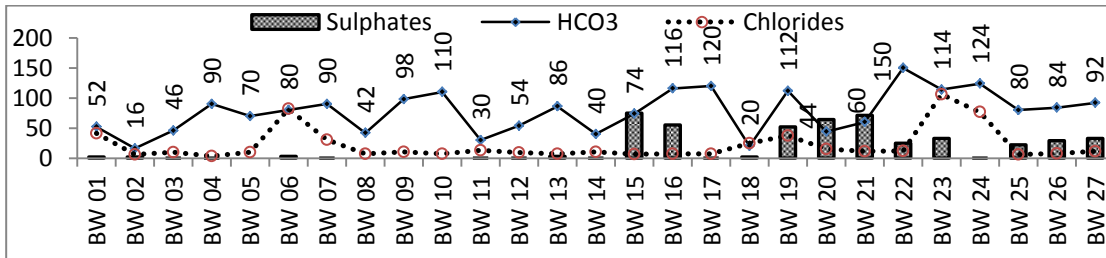 Sulphates HCO3 Chlorides
200
150
100
50
0
52 16 46 90 70 80 90 42 98 110 30 54 86 40 74 116 120 20 112 44 60 150 114 124 80 84 92
BW 01 BW 02 BW 03 BW 04 BW 05 BW 06 BW 07 BW 08 BW 09 BW 10 BW 11 BW 12 BW 13 BW 14 BW 15 BW 16 BW 17 BW 18 BW 19 BW 20 BW 21 BW 22 BW 23 BW 24 BW 25 BW 26 BW 27